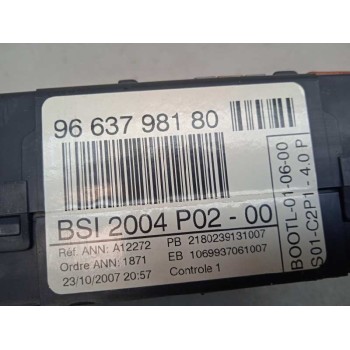 96 637 981 80
BSI 2004 P02 - 00
Réf. ANN: A12272
PB 2180239131007
Ordre ANN: 1871
EB 1069937061007
23/10/2007 20:57
Controle 1
BOOTL-01-06-00
S01-C2P1 - 4.0 P